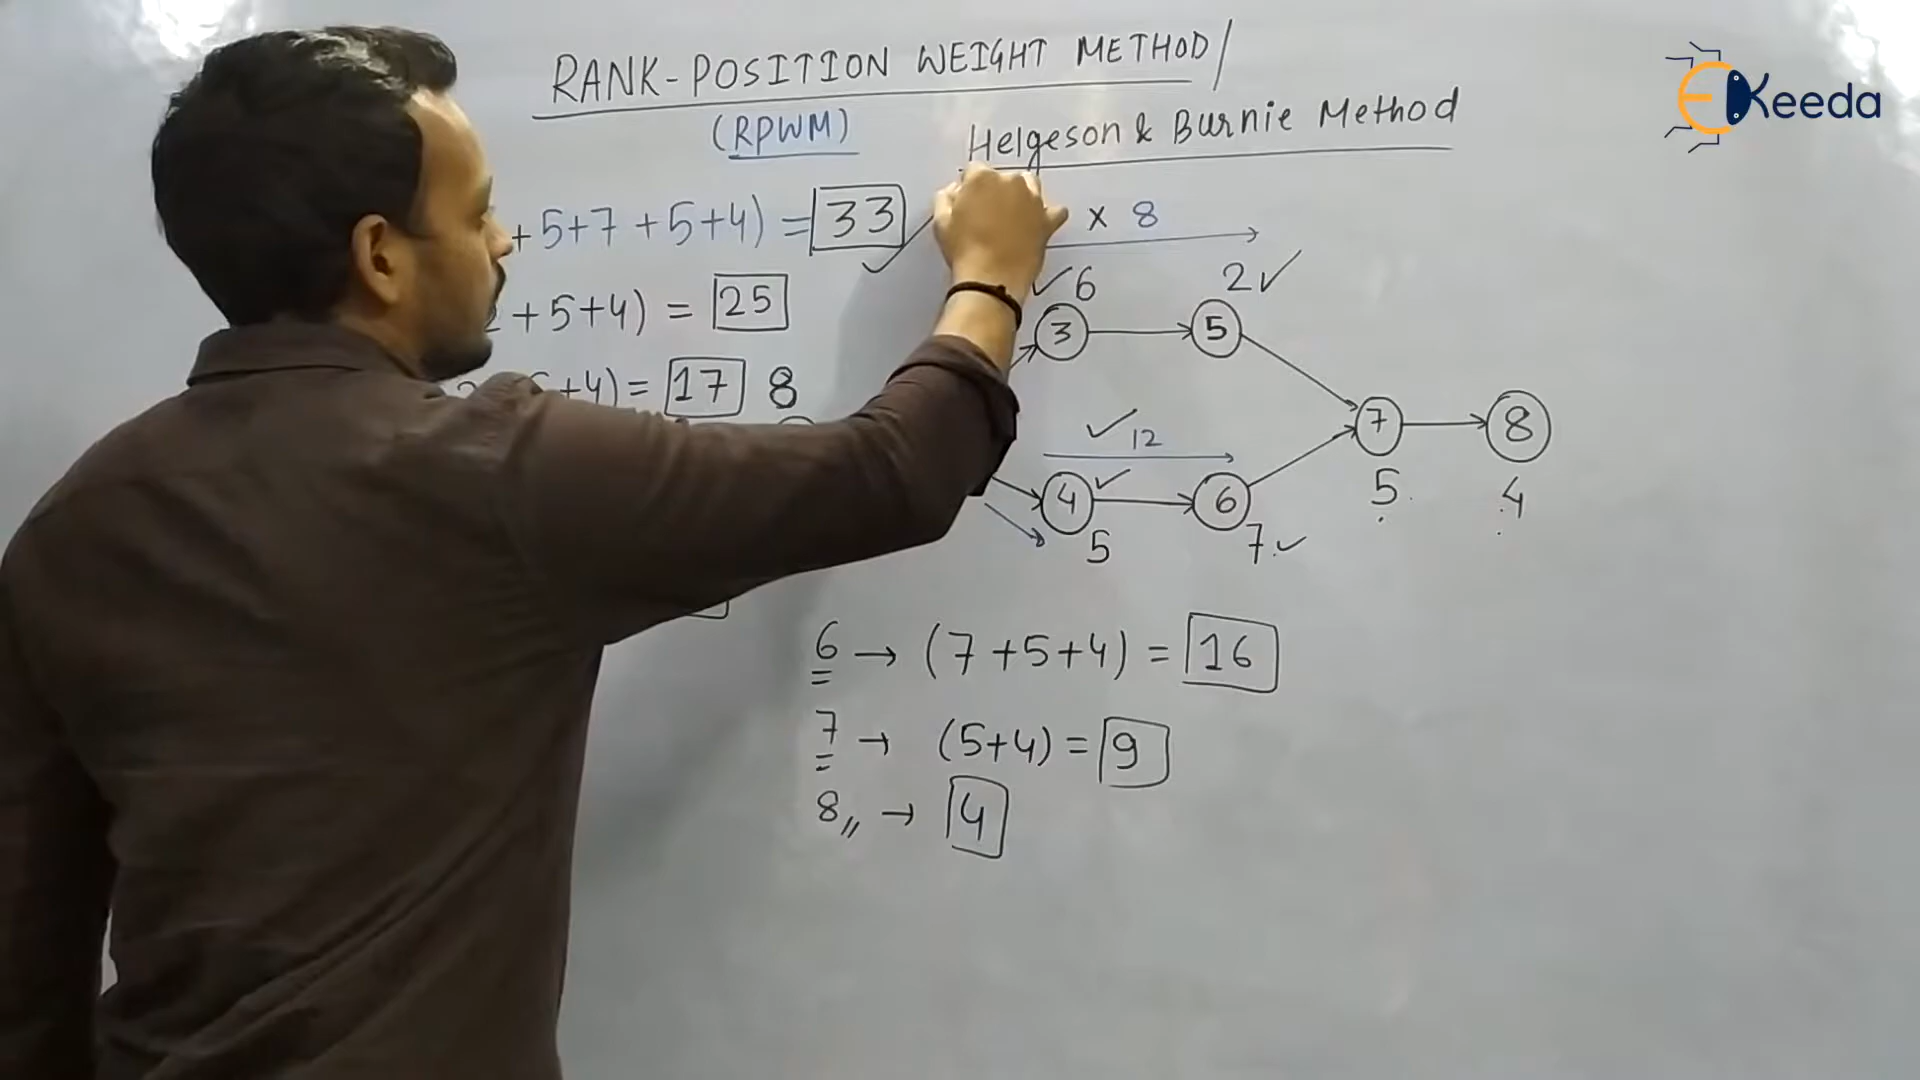 RANK-POSITION WEIGHT METHOD/
(RPWM)
Helgeson & Burnie Method
EKeeda
+5+7+5+4) = 33
x 8
+5+4) = 25
✓6
2✓
3
5
+4) = 17 8
✓12
7
8
4
✓
6
5
7✓
5
4
6 → (7+5+4) = 16
7 → (5+4) = 9
8,, → 4